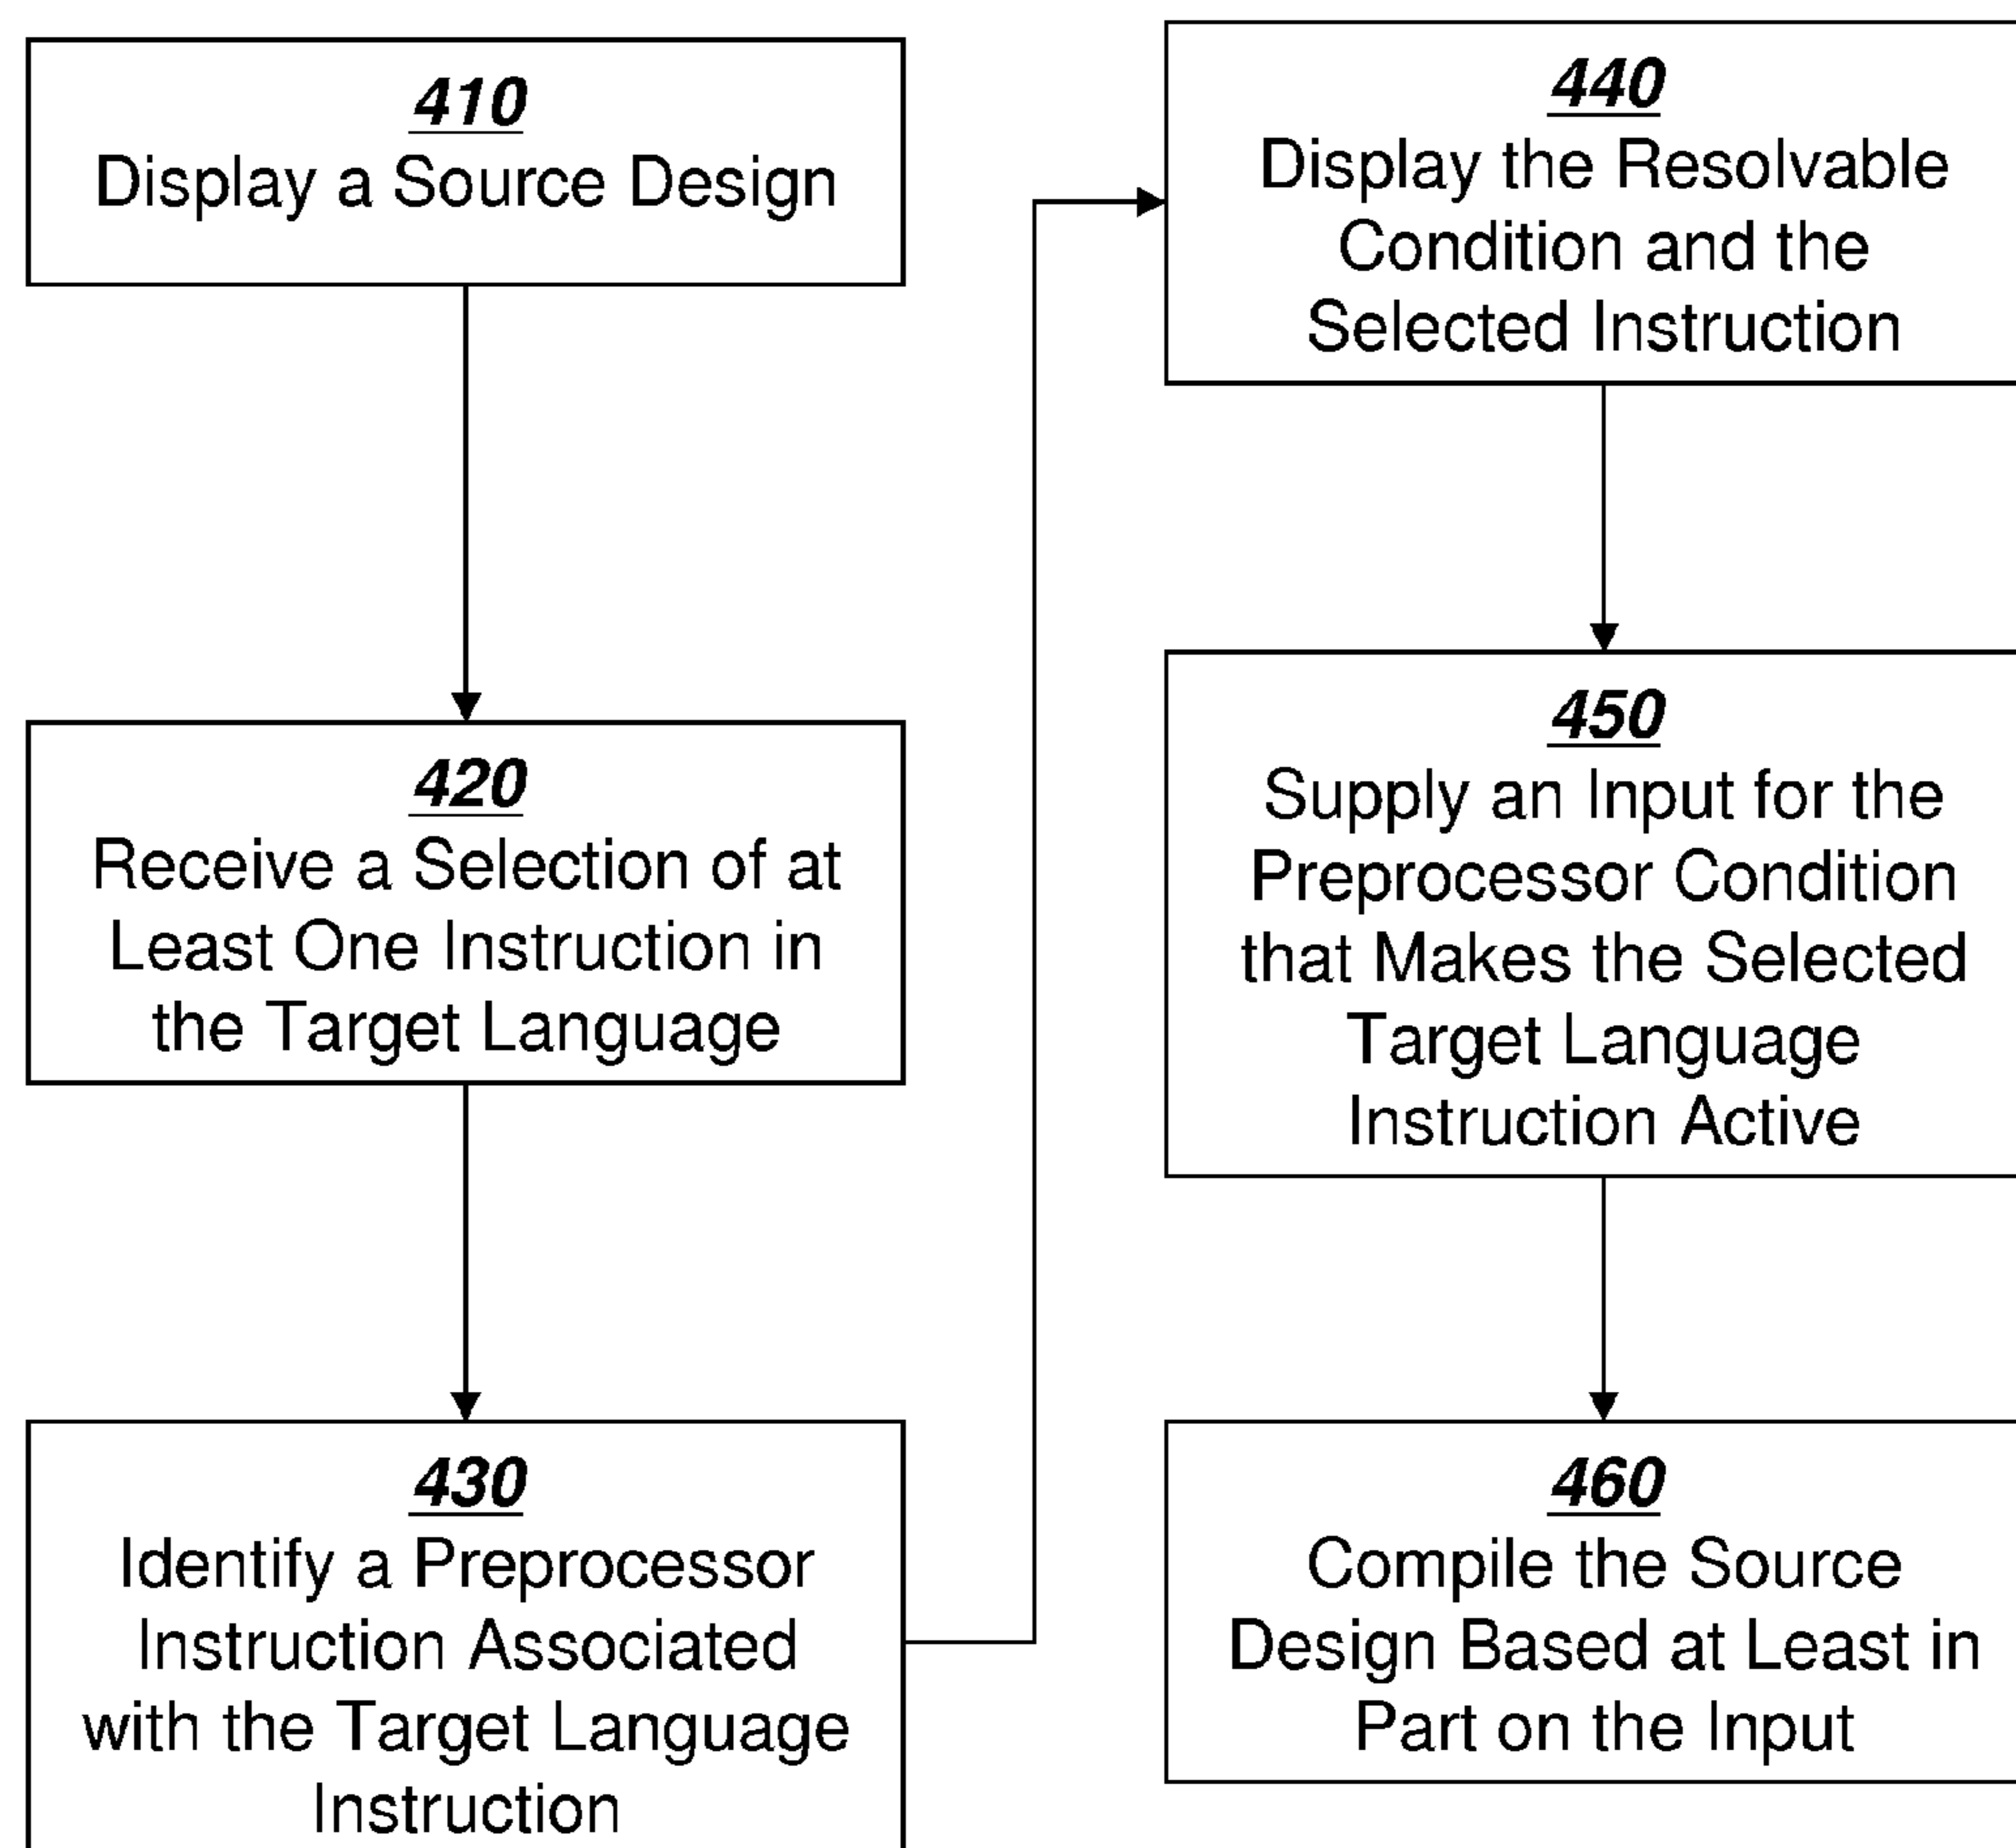 410
Display a Source Design
420
Receive a Selection of at
Least One Instruction in
the Target Language
430
Identify a Preprocessor
Instruction Associated
with the Target Language
Instruction
440
Display the Resolvable
Condition and the
Selected Instruction
450
Supply an Input for the
Preprocessor Condition
that Makes the Selected
Target Language
Instruction Active
460
Compile the Source
Design Based at Least in
Part on the Input